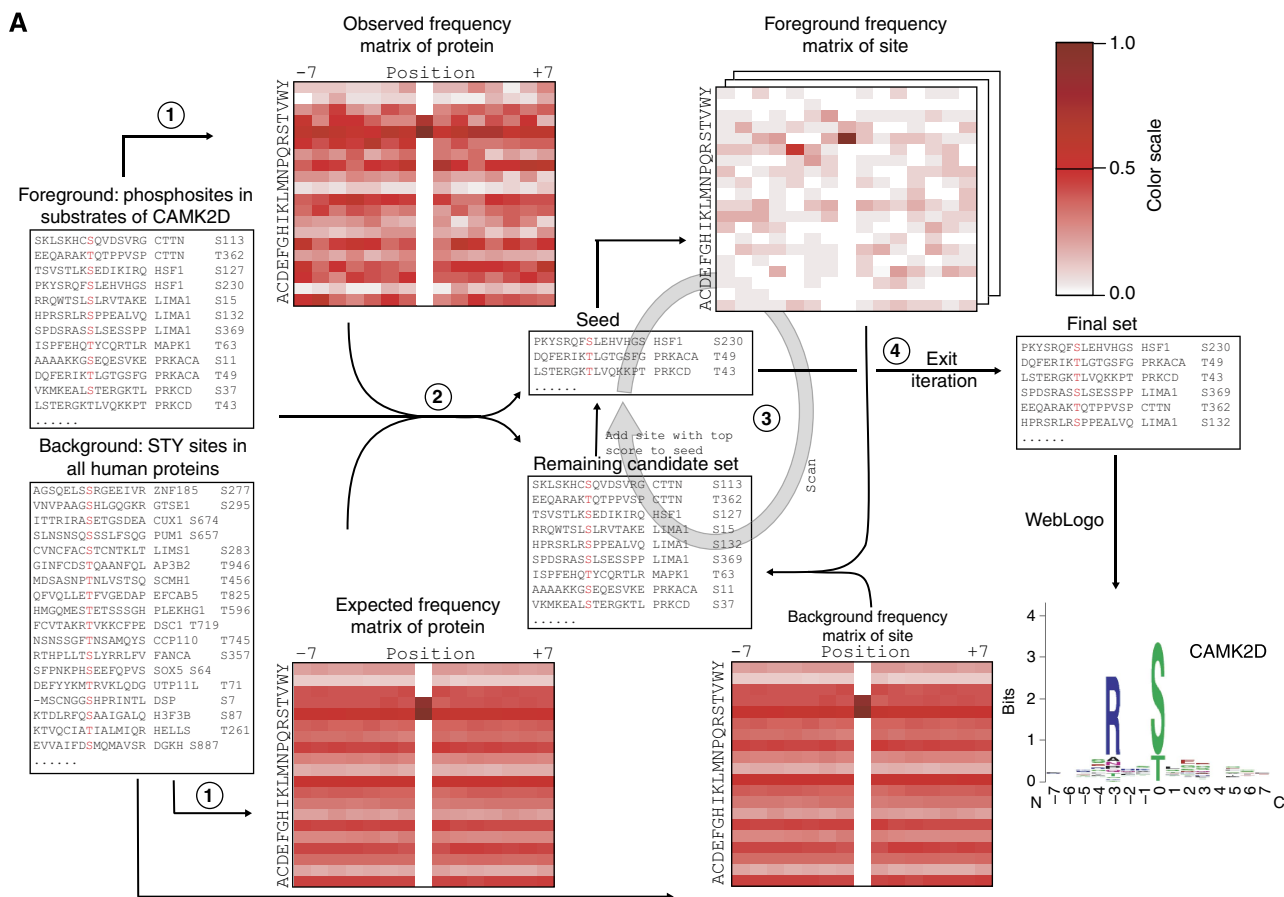 A
Observed frequency
matrix of protein
-7 Position +7
ACDEFGHIKLMNPQRSTVWY
1
Foreground: phosphosites in
substrates of CAMK2D
SKLSKHCSQVDSVRG CTTN S113
EEQARAKTQTPPVSP CTTN T362
TSVSTLKSEDIKIRQ HSF1 S127
PKYSRQFSLEHVHGS HSF1 S230
RRQWTSLSLRVTAKE LIMA1 S15
HPRSRLRSPPEALVQ LIMA1 S132
SPDSRASSLSESSPP LIMA1 S369
ISPFEHQTYCQRTLR MAPK1 T63
AAAAKKGSEQESVKE PRKACA S11
DQFERIKTLGTGSFG PRKACA T49
VKMKEALSTERGKTL PRKCD S37
LSTERGKTLVQKKPT PRKCD T43
......
Background: STY sites in
all human proteins
AGSQELSSRGEEIVR ZNF185 S277
VNVPAAGSHLGQGKR GTSE1 S295
ITTRIRASETGSDEA CUX1 S674
SLNSNSQSSSLFSQG PUM1 S657
CVNCFACSTCNTKLT LIMS1 S283
GINFCDSTQAANFQL AP3B2 T946
MDSASNPTNLVSTSQ SCMH1 T456
QFVQLLETFVGEDAP EFCAB5 T825
HMGQMESTETSSSGH PLEKHG1 T596
FCVTAKRTVKKCFPE DSC1 T719
NSNSSGFTNSAMQYS CCP110 T745
RTHPLLTSLYRRLFV FANCA S357
SFPNKPHSEEFQPVS SOX5 S64
DEFYYKMTRVKLQDG UTP11L T71
-MSCNGGSHPRINTL DSP S7
KTDLRFQSAAIGALQ H3F3B S87
KTVQCIATIALMIQR HELLS T261
EVVAIFDSMQMAVSR DGKH S887
......
1
2
Expected frequency
matrix of protein
-7 Position +7
ACDEFGHIKLMNPQRSTVWY
Foreground frequency
matrix of site
ACDEFGHIKLMNPQRSTVWY
Seed
PKYSRQFSLEHVHGS HSF1 S230
DQFERIKTLGTGSFG PRKACA T49
LSTERGKTLVQKKPT PRKCD T43
......
3
Add site with top
score to seed
Scan
Remaining candidate set
SKLSKHCSQVDSVRG CTTN S113
EEQARAKTQTPPVSP CTTN T362
TSVSTLKSEDIKIRQ HSF1 S127
RRQWTSLSLRVTAKE LIMA1 S15
HPRSRLRSPPEALVQ LIMA1 S132
SPDSRASSLSESSPP LIMA1 S369
ISPFEHQTYCQRTLR MAPK1 T63
AAAAKKGSEQESVKE PRKACA S11
VKMKEALSTERGKTL PRKCD S37
......
Background frequency
matrix of site
-7 Position +7
ACDEFGHIKLMNPQRSTVWY
1.0
0.5
0.0
Color scale
4
Exit
iteration
Final set
PKYSRQFSLEHVHGS HSF1 S230
DQFERIKTLGTGSFG PRKACA T49
LSTERGKTLVQKKPT PRKCD T43
SPDSRASSLSESSPP LIMA1 S369
EEQARAKTQTPPVSP CTTN T362
HPRSRLRSPPEALVQ LIMA1 S132
......
WebLogo
CAMK2D
Bits
4
3
2
1
0
R
S
T
N
-7 -6 -5 -4 -3 -2 -1 0 1 2 3 4 5 6 7
C